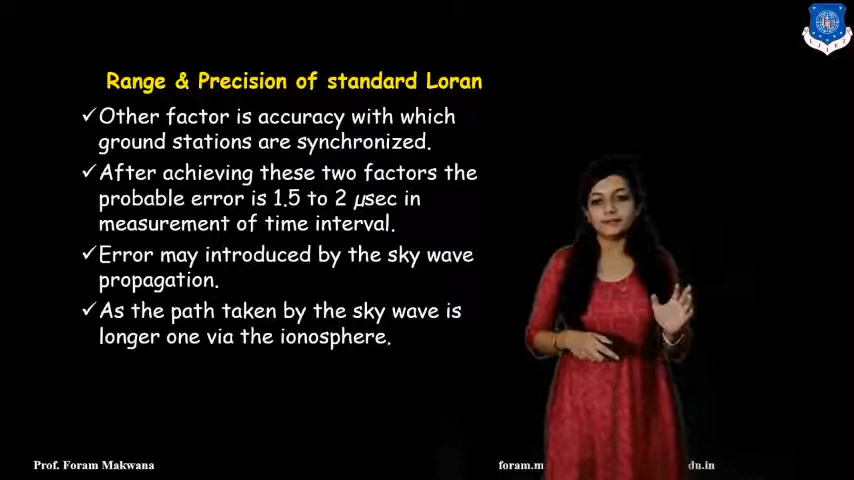 Range & Precision of standard Loran
✓Other factor is accuracy with which
ground stations are synchronized.
✓After achieving these two factors the
probable error is 1.5 to 2 µsec in
measurement of time interval.
✓Error may introduced by the sky wave
propagation.
✓As the path taken by the sky wave is
longer one via the ionosphere.
Prof. Foram Makwana
foram.m
du.in